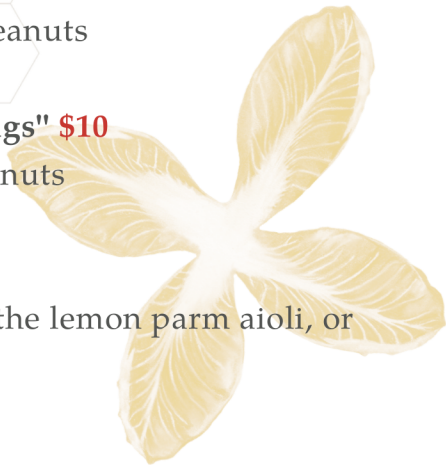 eanuts
gs" $10
nuts
the lemon parm aioli, or